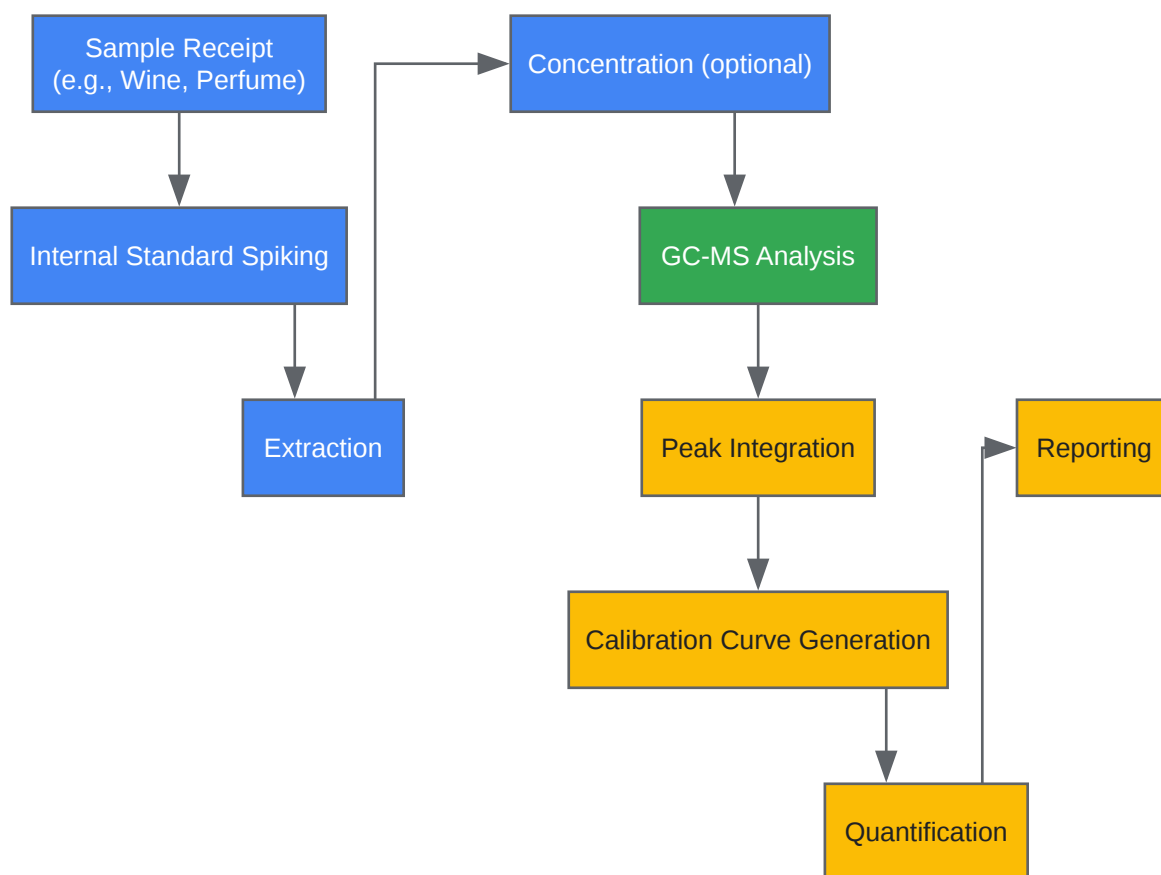 Sample Receipt
(e.g., Wine, Perfume)
Internal Standard Spiking
Extraction
Concentration (optional)
GC-MS Analysis
Peak Integration
Calibration Curve Generation
Quantification
Reporting